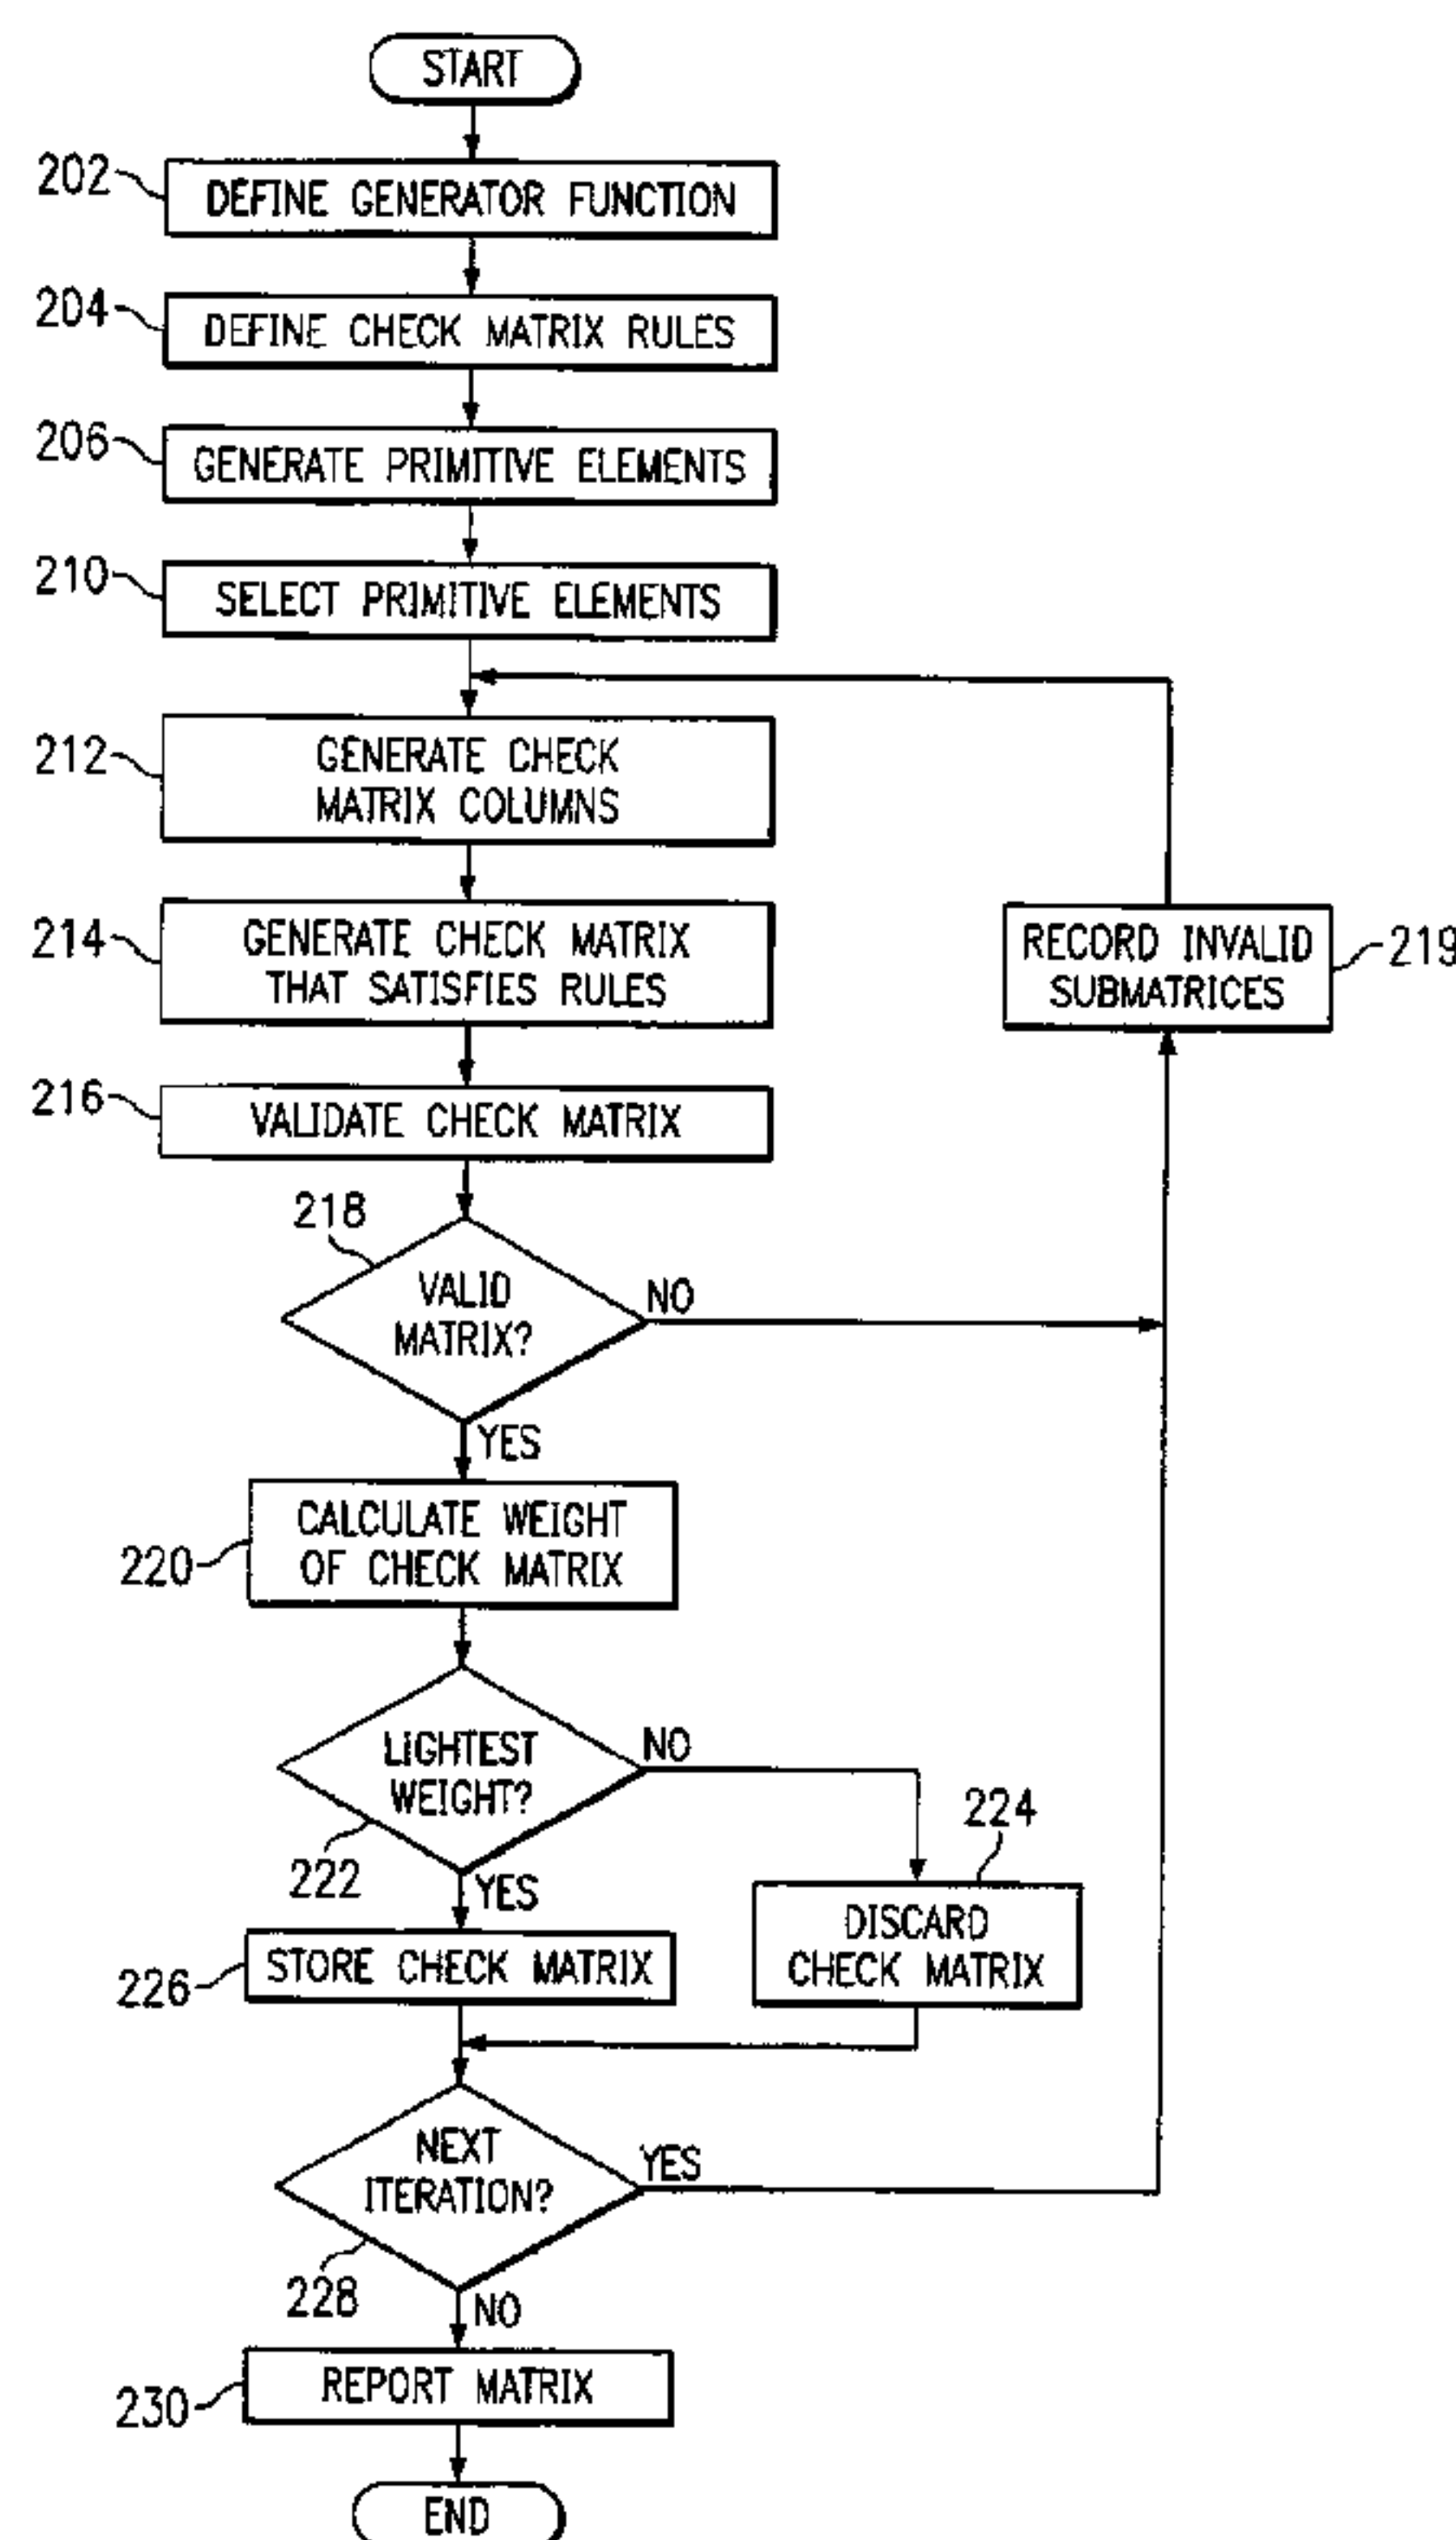 START
202
DEFINE GENERATOR FUNCTION
204
DEFINE CHECK MATRIX RULES
206
GENERATE PRIMITIVE ELEMENTS
210
SELECT PRIMITIVE ELEMENTS
212
GENERATE CHECK
MATRIX COLUMNS
214
GENERATE CHECK MATRIX
THAT SATISFIES RULES
RECORD INVALID
SUBMATRICES
219
216
VALIDATE CHECK MATRIX
218
VALID
MATRIX?
NO
YES
220
CALCULATE WEIGHT
OF CHECK MATRIX
LIGHTEST
WEIGHT?
NO
222
YES
224
DISCARD
CHECK MATRIX
226
STORE CHECK MATRIX
NEXT
ITERATION?
YES
228
NO
230
REPORT MATRIX
END